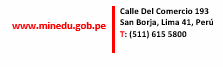 www.minedu.gob.pe
Calle Del Comercio 193
San Borja, Lima 41, Perú
T: (511) 615 5800